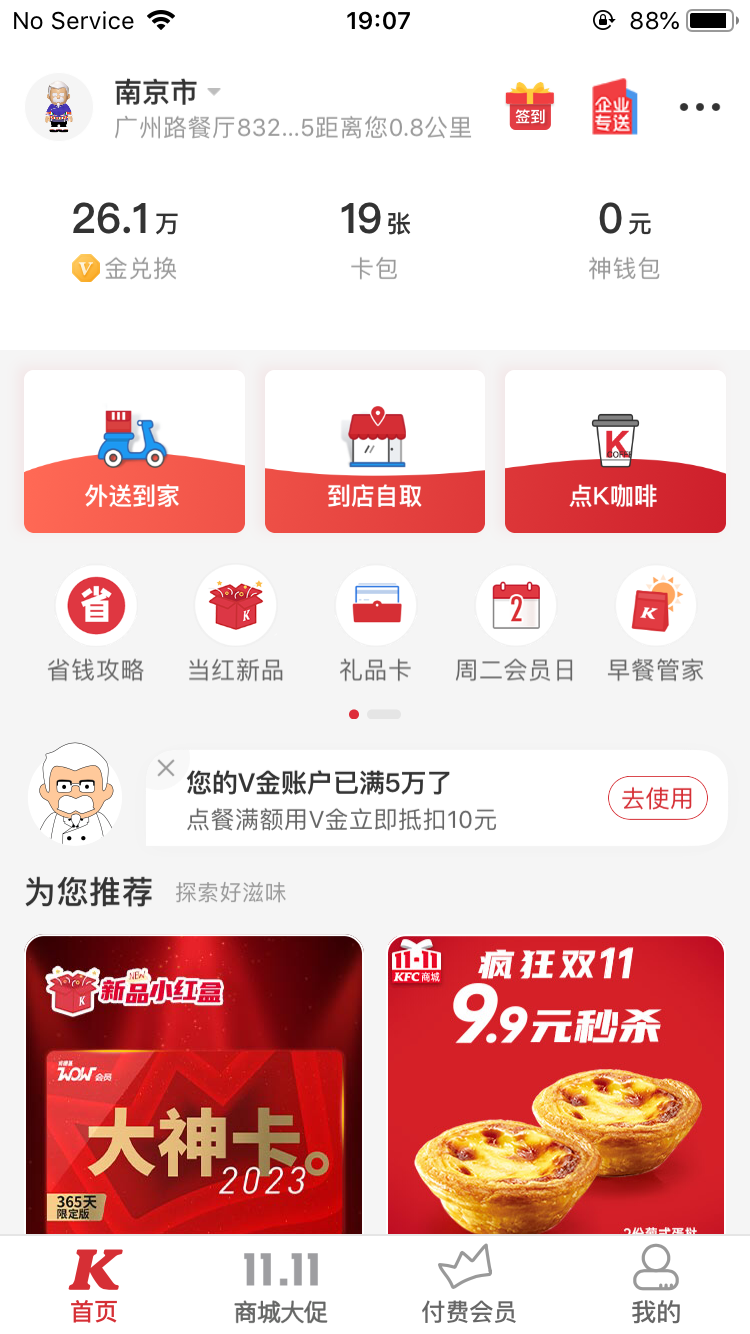 No Service 19:07 88%
南京市
广州路餐厅832...5距离您0.8公里
签到
企业
专送
26.1万 19张 0元
V 金兑换 卡包 神钱包
K
COFFEE
外送到家 到店自取 点K咖啡
省 K 2 K
省钱攻略 当红新品 礼品卡 周二会员日 早餐管家
您的V金账户已满5万了
点餐满额用V金立即抵扣10元
去使用
为您推荐 探索好滋味
NEW
K
新品小红盒
肯德基
WOW会员
大神卡。
2023
365天
限定版
11·11
KFC商城
疯狂双11
9.9元秒杀
2份葡式蛋挞
K 11.11
首页 商城大促 付费会员 我的